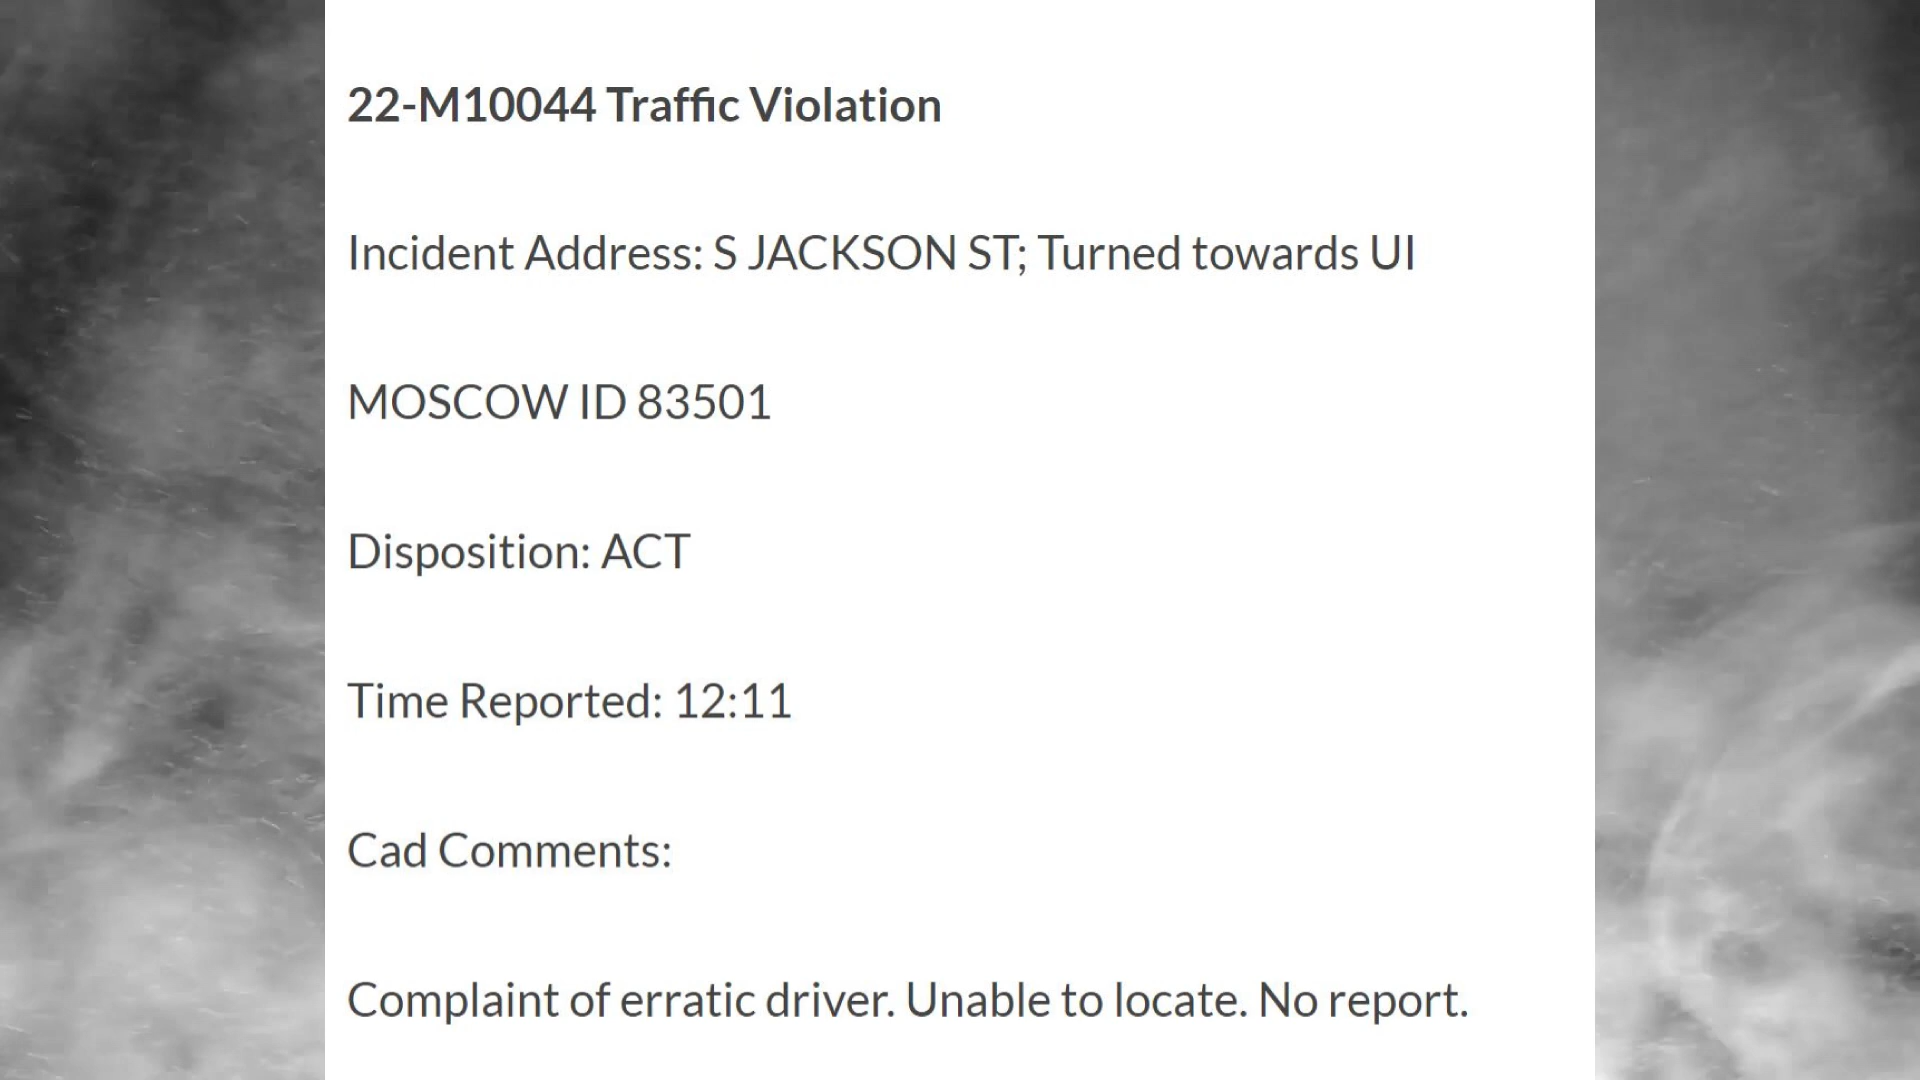 22-M10044 Traffic Violation
Incident Address: S JACKSON ST; Turned towards UI
MOSCOW ID 83501
Disposition: ACT
Time Reported: 12:11
Cad Comments:
Complaint of erratic driver. Unable to locate. No report.